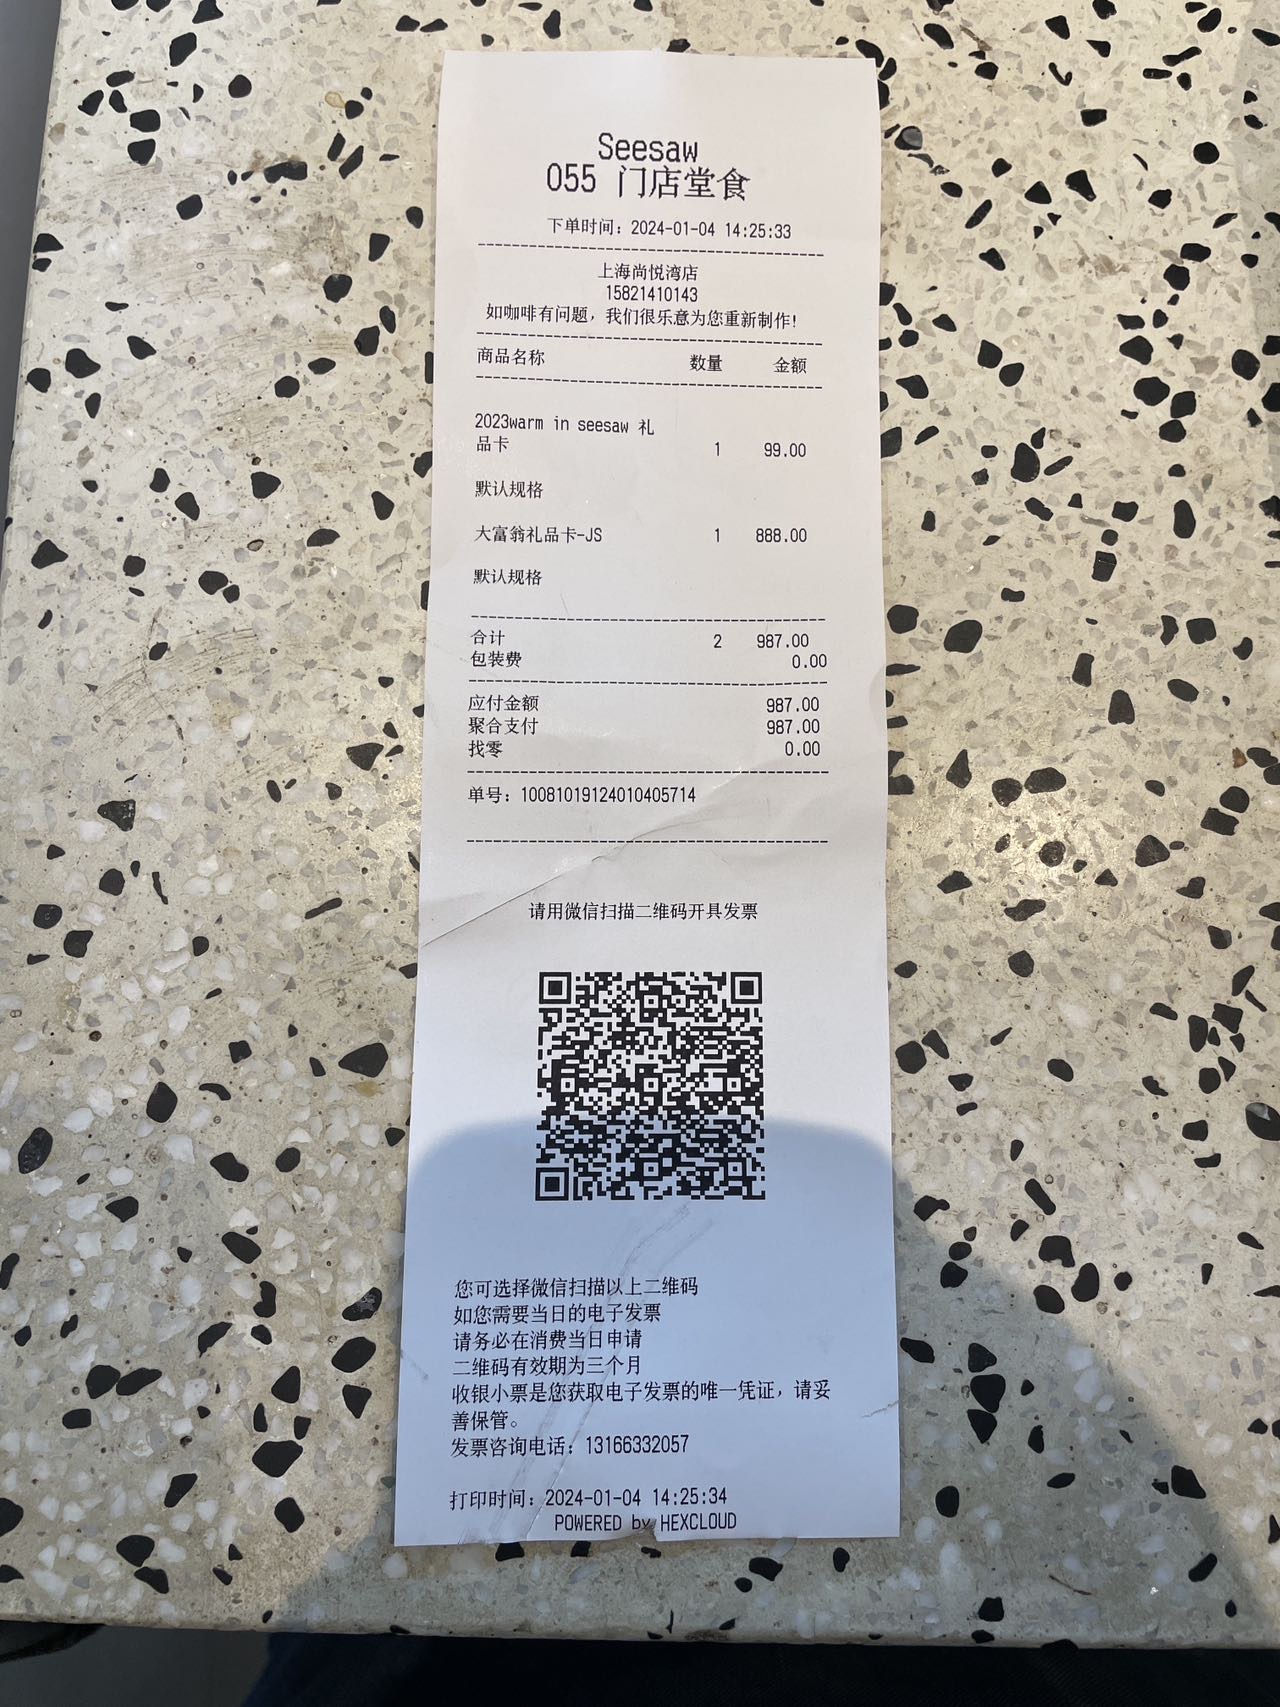 Seesaw
055 门店堂食
下单时间：2024-01-04 14:25:33
上海尚悦湾店
15821410143
如咖啡有问题，我们很乐意为您重新制作!
商品名称 数量 金额
2023warm in seesaw 礼
品卡 1 99.00
默认规格
大富翁礼品卡-JS 1 888.00
默认规格
合计 2 987.00
包装费 0.00
应付金额 987.00
聚合支付 987.00
找零 0.00
单号：10081019124010405714
请用微信扫描二维码开具发票
您可选择微信扫描以上二维码
如您需要当日的电子发票
请务必在消费当日申请
二维码有效期为三个月
收银小票是您获取电子发票的唯一凭证，请妥
善保管。
发票咨询电话：13166332057
打印时间：2024-01-04 14:25:34
POWERED by HEXCLOUD